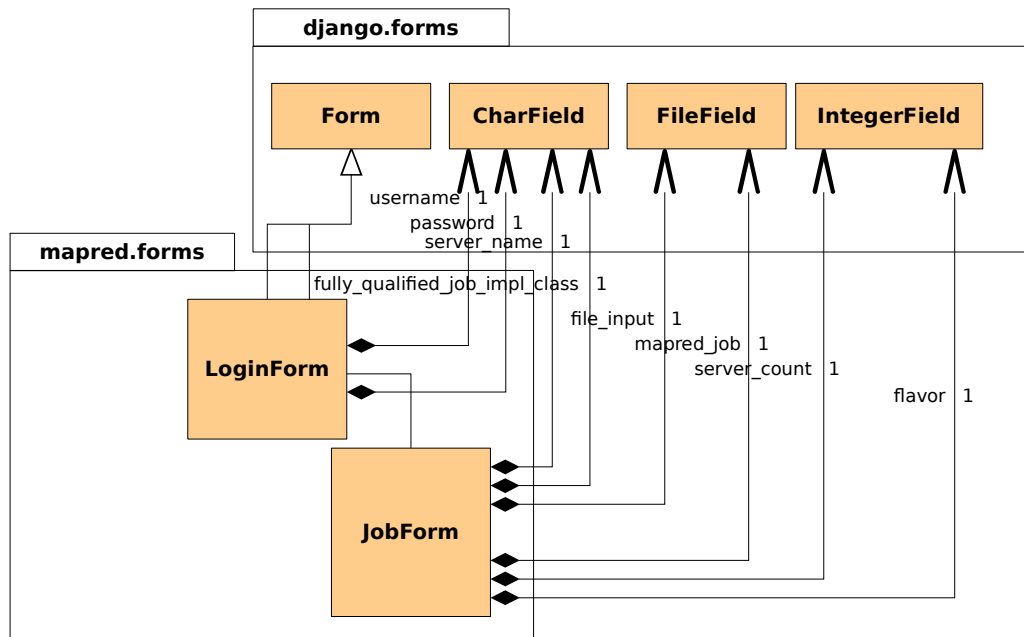 django.forms
Form
CharField
FileField
IntegerField
username 1
password 1
server_name 1
mapred.forms
fully_qualified_job_impl_class 1
file_input 1
mapred_job 1
LoginForm
server_count 1
flavor 1
JobForm